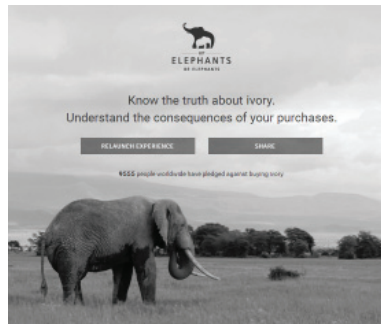 ELEPHANTS
Know the truth about ivory.
Understand the consequences of your purchases.
RELAUNCH EXPERIENCE
SHARE
9555 people worldwide have pledged against buying ivory